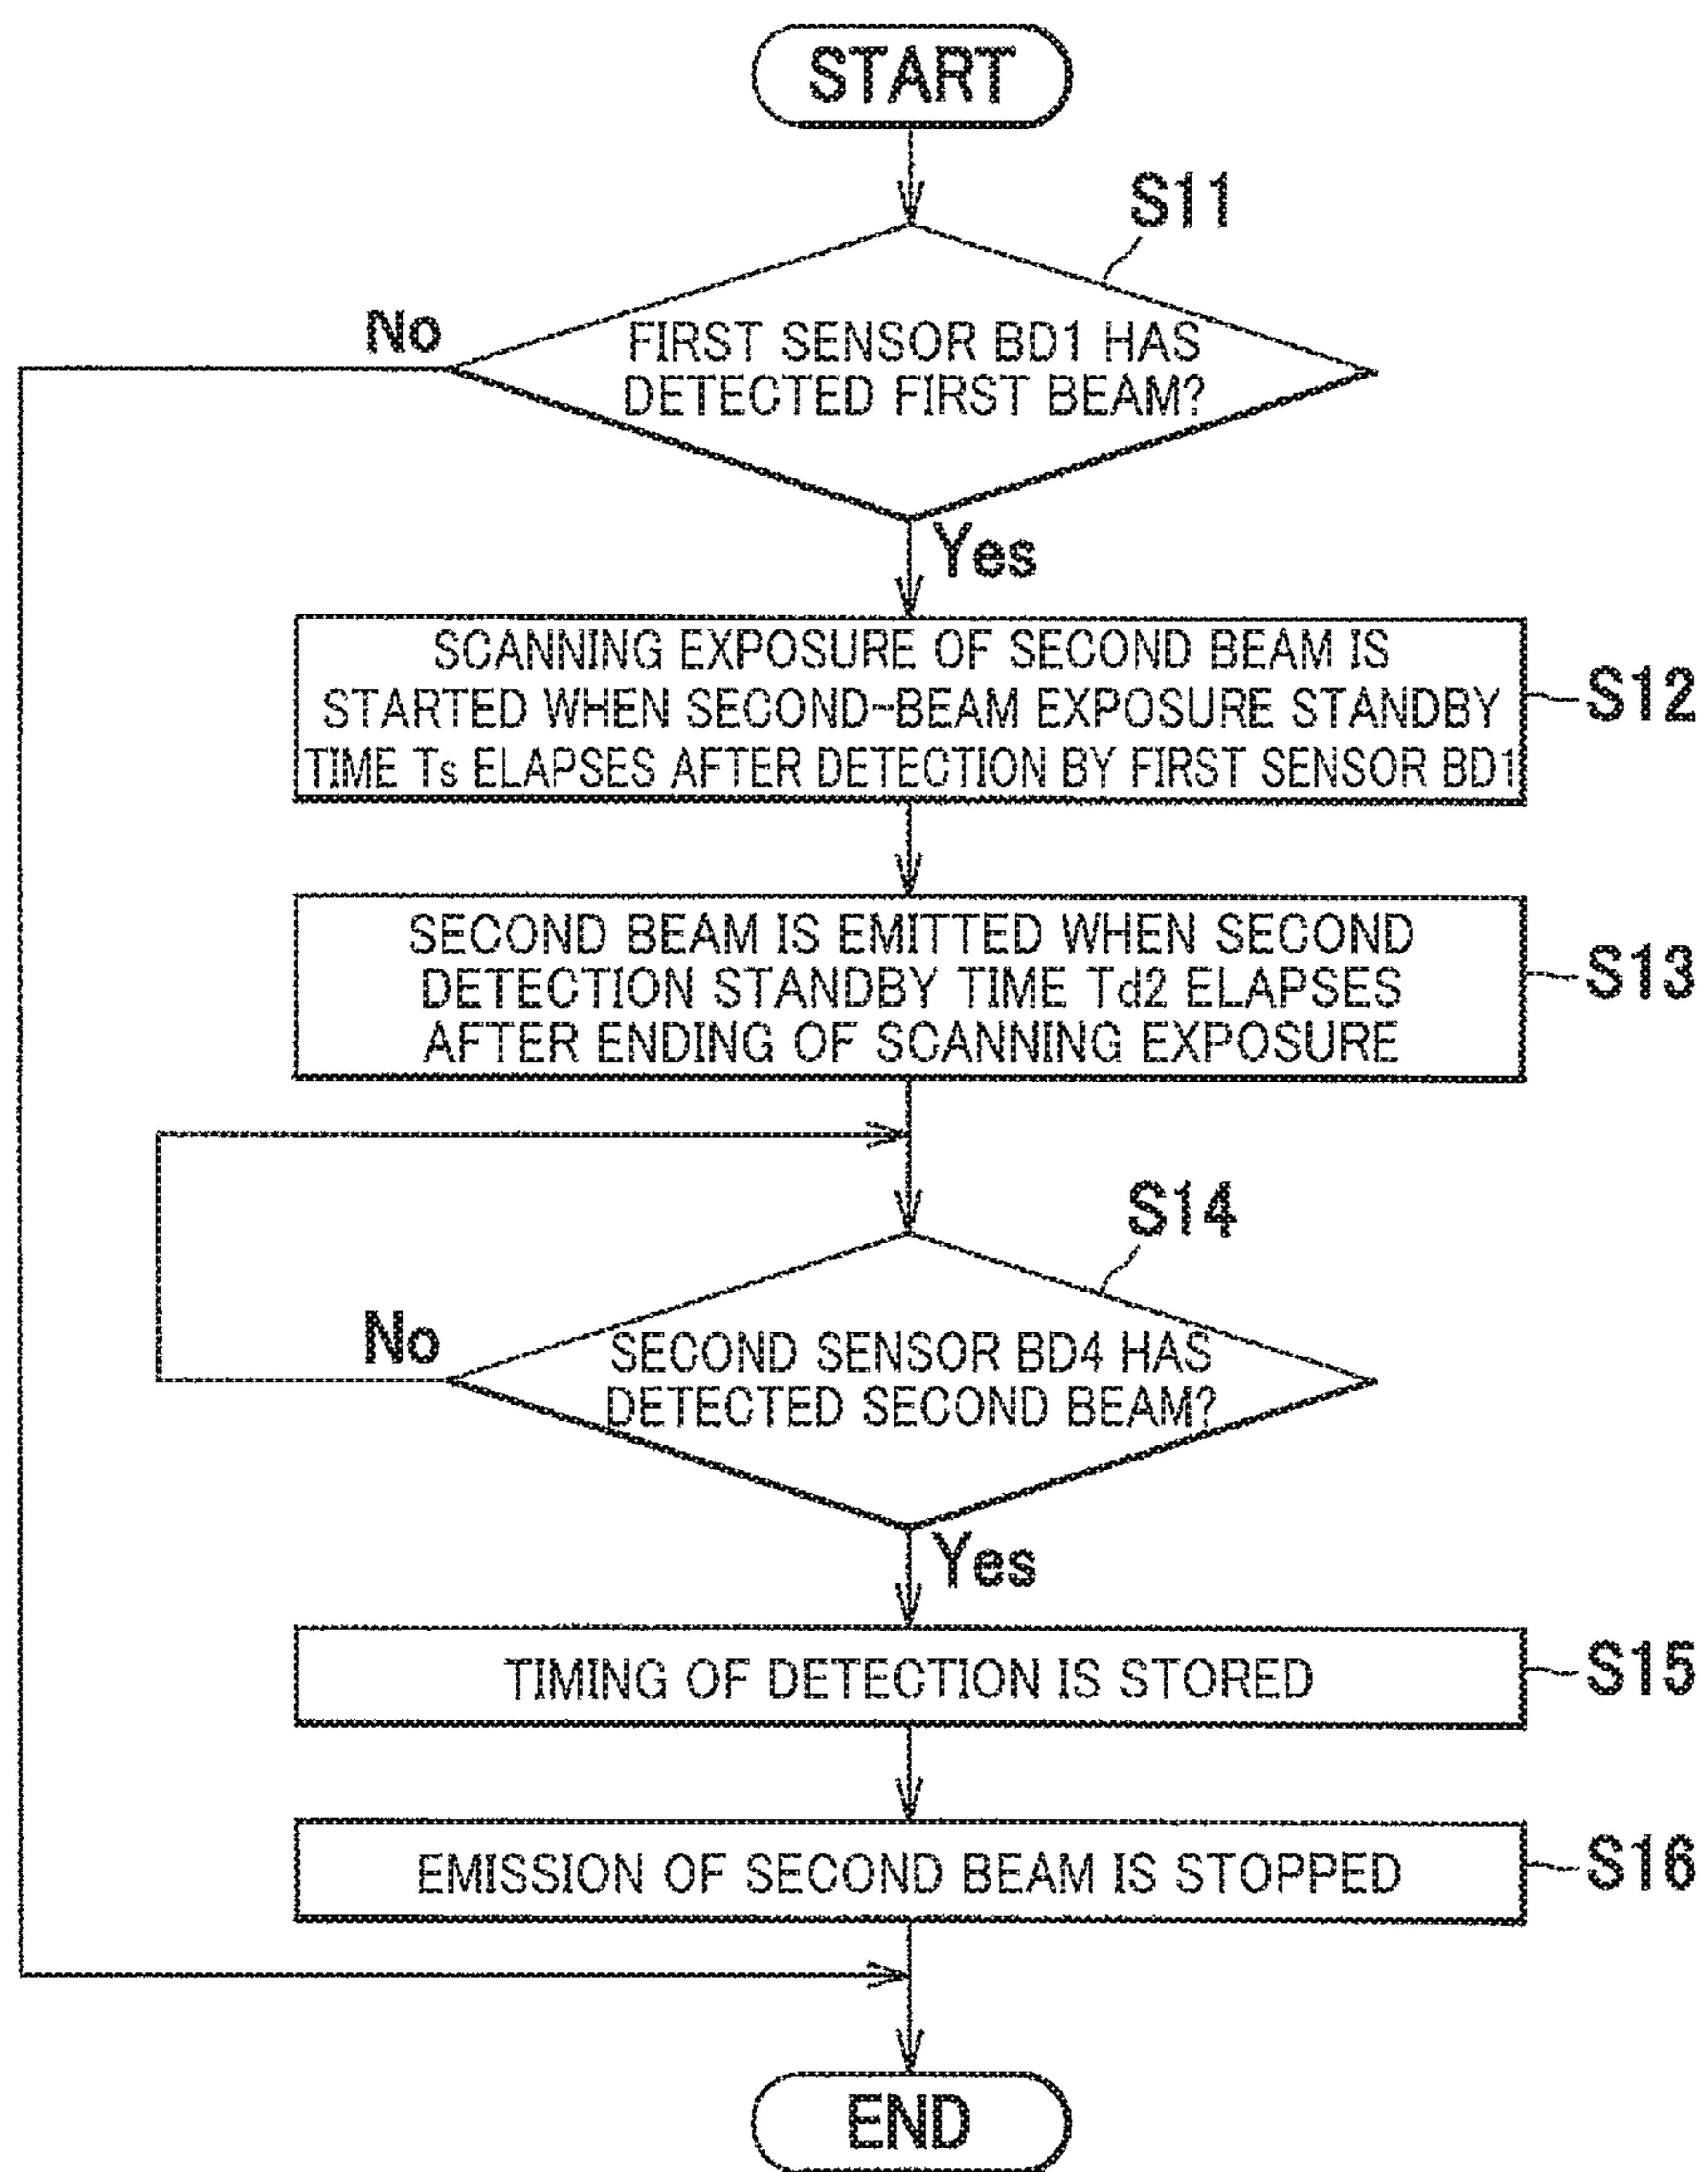 START
S11
No
FIRST SENSOR BD1 HAS
DETECTED FIRST BEAM?
Yes
SCANNING EXPOSURE OF SECOND BEAM IS
STARTED WHEN SECOND-BEAM EXPOSURE STANDBY
TIME Ts ELAPSES AFTER DETECTION BY FIRST SENSOR BD1
S12
SECOND BEAM IS EMITTED WHEN SECOND
DETECTION STANDBY TIME Td2 ELAPSES
AFTER ENDING OF SCANNING EXPOSURE
S13
S14
No
SECOND SENSOR BD4 HAS
DETECTED SECOND BEAM?
Yes
TIMING OF DETECTION IS STORED
S15
EMISSION OF SECOND BEAM IS STOPPED
S16
END